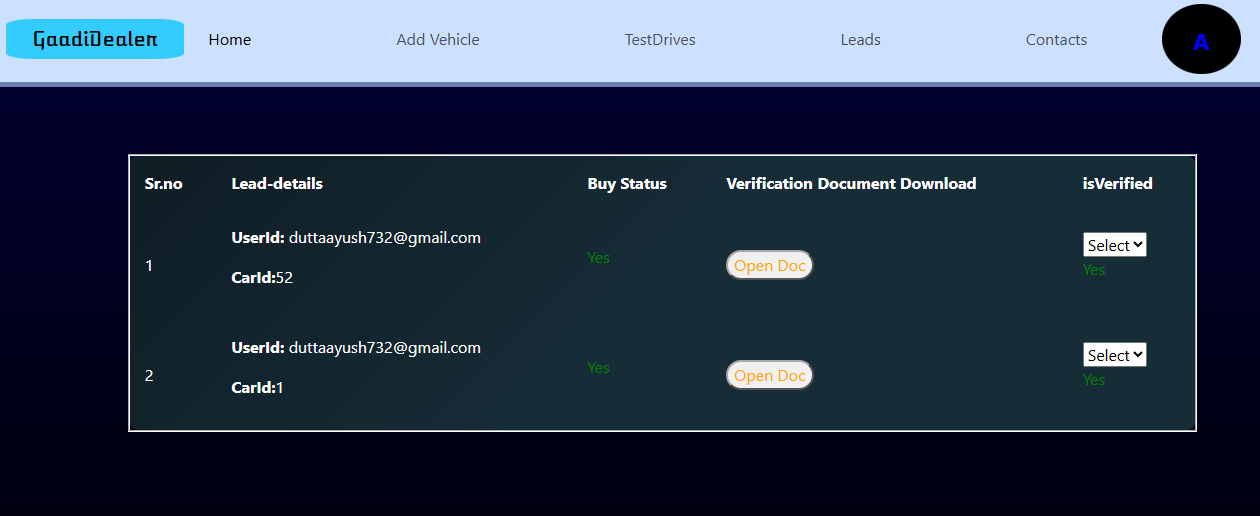 GaadiDealer Home Add Vehicle TestDrives Leads Contacts A
Sr.no Lead-details Buy Status Verification Document Download isVerified
1 UserId: duttaayush732@gmail.com Yes Open Doc Select
CarId:52 Yes
2 UserId: duttaayush732@gmail.com Yes Open Doc Select
CarId:1 Yes